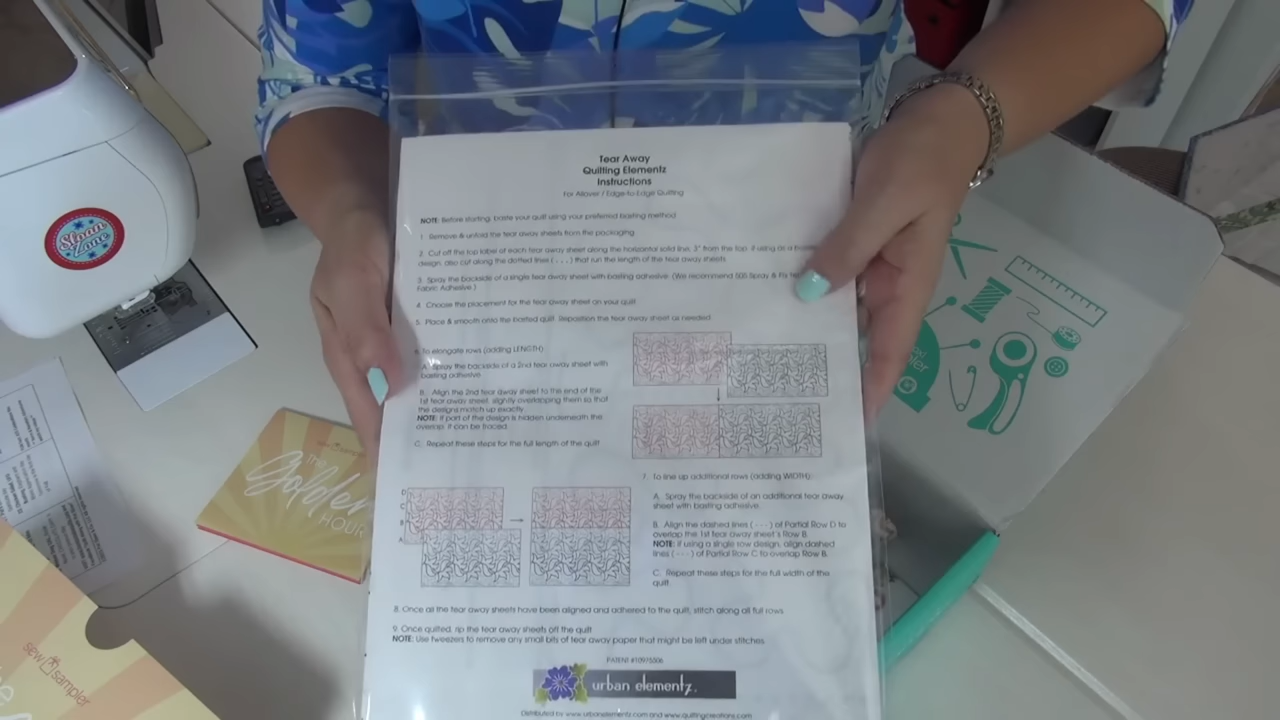 Tear Away
Quilting Elementz
Instructions
For Allover / Edge-to-Edge Quilting
NOTE: Before starting, baste your quilt using your preferred basting method
1. Remove & unfold the tear away sheets from the packaging
2. Cut off the top label of each tear away sheet along the horizontal solid line, 3" from the top. If using as a
design, also cut along the dotted lines (. . . .) that run the length of the tear away sheets.
3. Spray the backside of a single tear away sheet with basting adhesive. (We recommend 505 Spray & Fix
Fabric Adhesive.)
4. Choose the placement for the tear away sheet on your quilt
5. Place & smooth onto the basted quilt. Reposition the tear away sheet as needed.
6. To elongate rows (adding LENGTH)
A. Spray the backside of a 2nd tear away sheet with
basting adhesive.
B. Align the 2nd tear away sheet to the end of the
1st tear away sheet, slightly overlapping them so that
the designs match up exactly.
NOTE: If part of the design is hidden underneath the
overlap, it can be traced.
C. Repeat these steps for the full length of the quilt
7. To line up additional rows (adding WIDTH)
A. Spray the backside of an additional tear away
sheet with basting adhesive.
B. Align the dashed lines (- - -) of Partial Row D to
overlap the 1st tear away sheet's Row B.
NOTE: If using a single row design, align dashed
lines (- - -) of Partial Row C to overlap Row B.
C. Repeat these steps for the full width of the
quilt.
D
C
B
A
8. Once all the tear away sheets have been aligned and adhered to the quilt, stitch along all full rows
9. Once quilted, rip the tear away sheets off the quilt
NOTE: Use tweezers to remove any small bits of tear away paper that might be left under stitches.
PATENT #10975506
urban elementz
Distributed by: www.urbanelementz.com and www.quiltingcreations.com
Sloan
Lane
sew sampler
The
Golden
HOUR
sew sampler